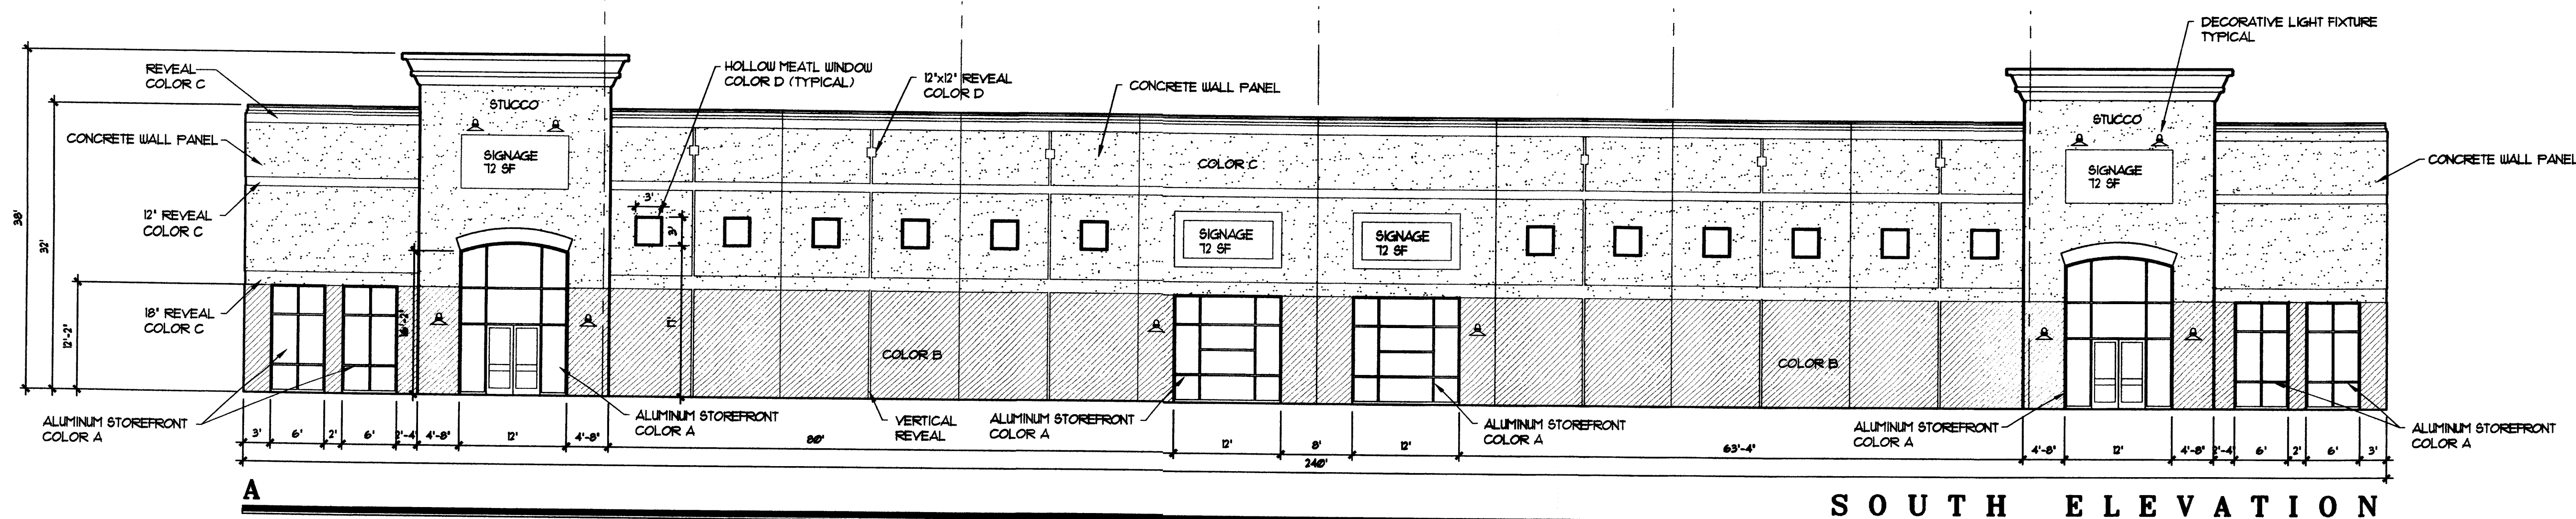 DECORATIVE LIGHT FIXTURE
TYPICAL
REVEAL
COLOR C
HOLLOW MEATL WINDOW
COLOR D (TYPICAL)
12"x12" REVEAL
COLOR D
CONCRETE WALL PANEL
STUCCO
STUCCO
CONCRETE WALL PANEL
SIGNAGE
72 SF
COLOR C
SIGNAGE
72 SF
CONCRETE WALL PANEL
38'
32'
12" REVEAL
COLOR C
3'
3'
SIGNAGE
72 SF
SIGNAGE
72 SF
18" REVEAL
COLOR C
12'-2"
17'
COLOR B
COLOR B
ALUMINUM STOREFRONT
COLOR A
ALUMINUM STOREFRONT
COLOR A
VERTICAL
REVEAL
ALUMINUM STOREFRONT
COLOR A
ALUMINUM STOREFRONT
COLOR A
ALUMINUM STOREFRONT
COLOR A
ALUMINUM STOREFRONT
COLOR A
3' 6' 2' 6' 2'-4" 4'-8" 12' 4'-8" 80' 12' 8' 12' 63'-4" 4'-8" 12' 4'-8" 2'-4" 6' 2' 6' 3'
240'
A
SOUTH ELEVATION